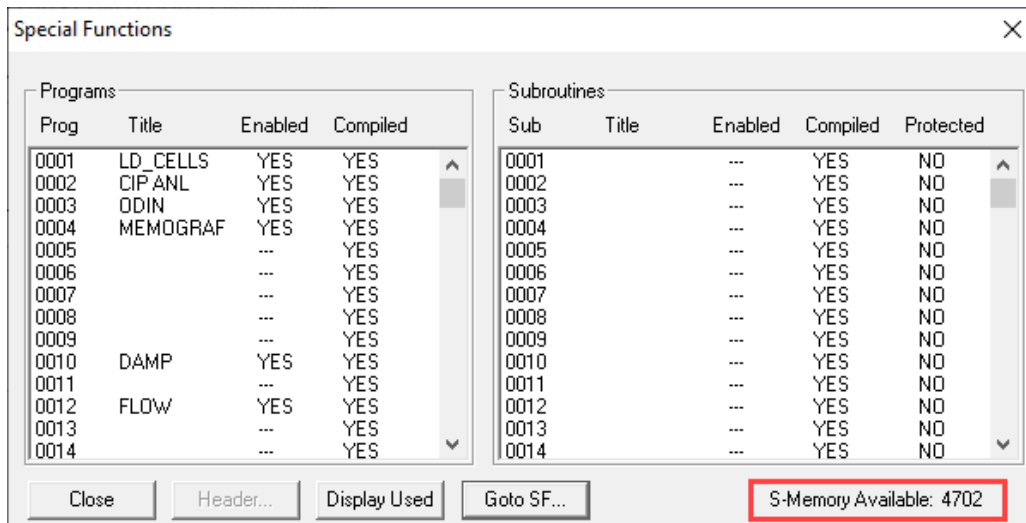 Special Functions
Programs
Prog Title Enabled Compiled
0001 LD_CELLS YES YES
0002 CIP ANL YES YES
0003 ODIN YES YES
0004 MEMOGRAF YES YES
0005 --- YES
0006 --- YES
0007 --- YES
0008 --- YES
0009 --- YES
0010 DAMP YES YES
0011 --- YES
0012 FLOW YES YES
0013 --- YES
0014 --- YES
Subroutines
Sub Title Enabled Compiled Protected
0001 --- YES NO
0002 --- YES NO
0003 --- YES NO
0004 --- YES NO
0005 --- YES NO
0006 --- YES NO
0007 --- YES NO
0008 --- YES NO
0009 --- YES NO
0010 --- YES NO
0011 --- YES NO
0012 --- YES NO
0013 --- YES NO
0014 --- YES NO
Close Header... Display Used Goto SF... S-Memory Available: 4702